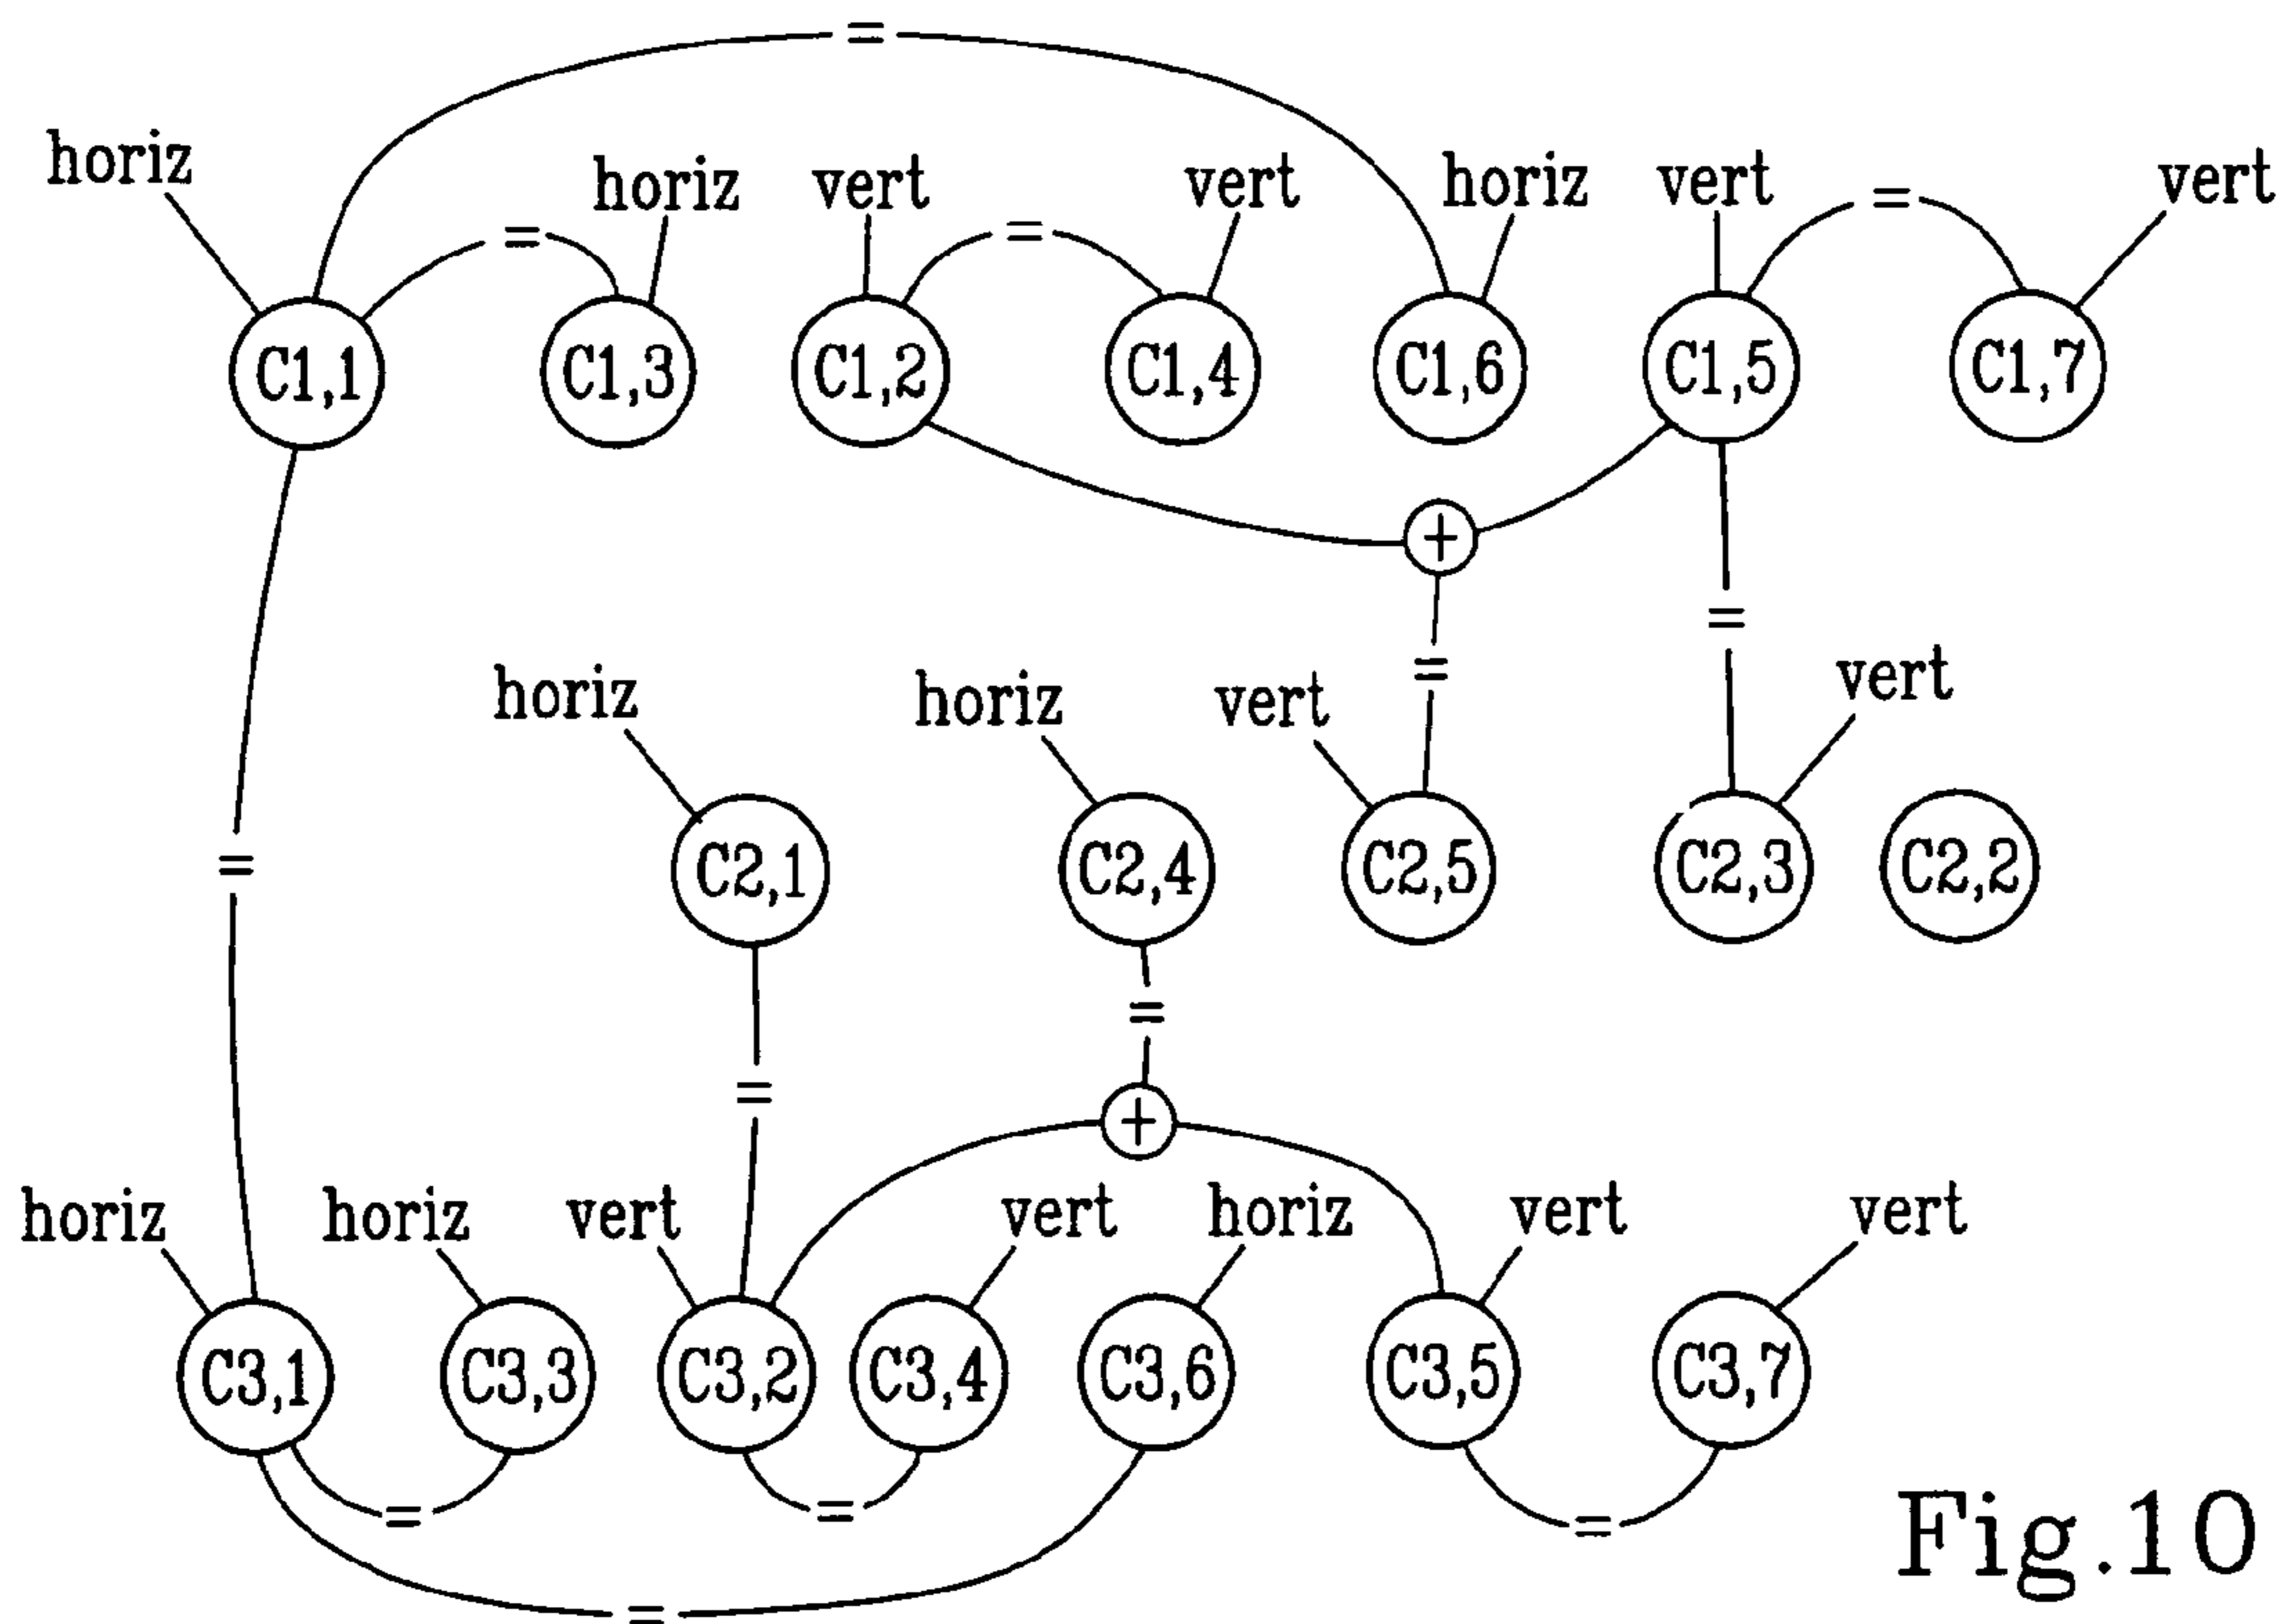 =
horiz
horiz
vert
vert
horiz
vert
vert
=
=
=
C1,1
C1,3
C1,2
C1,4
C1,6
C1,5
C1,7
+
=
=
horiz
horiz
vert
vert
=
C2,1
C2,4
C2,5
C2,3
C2,2
=
=
+
horiz
horiz
vert
vert
horiz
vert
vert
C3,1
C3,3
C3,2
C3,4
C3,6
C3,5
C3,7
=
=
=
=
Fig.10